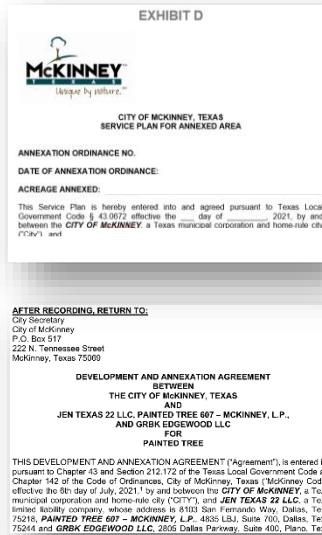 EXHIBIT D
McKINNEY
TEXAS
Unique by nature.™
CITY OF MCKINNEY, TEXAS
SERVICE PLAN FOR ANNEXED AREA
ANNEXATION ORDINANCE NO.
DATE OF ANNEXATION ORDINANCE:
ACREAGE ANNEXED:
This Service Plan is hereby entered into and agreed pursuant to Texas Local
Government Code § 43.0672 effective the ___ day of ________, 2021, by and
between the CITY OF McKINNEY, a Texas municipal corporation and home-rule city
("City"), and
AFTER RECORDING, RETURN TO:
City Secretary
City of McKinney
P.O. Box 517
222 N. Tennessee Street
McKinney, Texas 75069
DEVELOPMENT AND ANNEXATION AGREEMENT
BETWEEN
THE CITY OF McKINNEY, TEXAS
AND
JEN TEXAS 22 LLC, PAINTED TREE 607 – MCKINNEY, L.P.,
AND GRBK EDGEWOOD LLC
FOR
PAINTED TREE
THIS DEVELOPMENT AND ANNEXATION AGREEMENT ("Agreement"), is entered i
pursuant to Chapter 43 and Section 212.172 of the Texas Local Government Code a
Chapter 142 of the Code of Ordinances, City of McKinney, Texas ("McKinney Cod
effective the 6th day of July, 2021,¹ by and between the CITY OF McKINNEY, a Te
municipal corporation and home-rule city ("CITY"), and JEN TEXAS 22 LLC, a Te
limited liability company, whose address is 8103 San Fernando Way, Dallas, Te
75218, PAINTED TREE 607 – MCKINNEY, L.P., 4835 LBJ, Suite 700, Dallas, Tex
75244 and GRBK EDGEWOOD LLC, 2805 Dallas Parkway, Suite 400, Plano, Tex